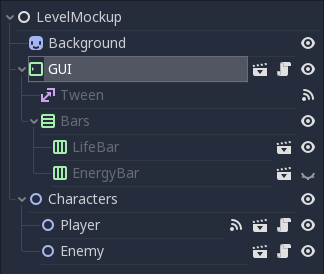 LevelMockup
Background
GUI
Tween
Bars
LifeBar
EnergyBar
Characters
Player
Enemy